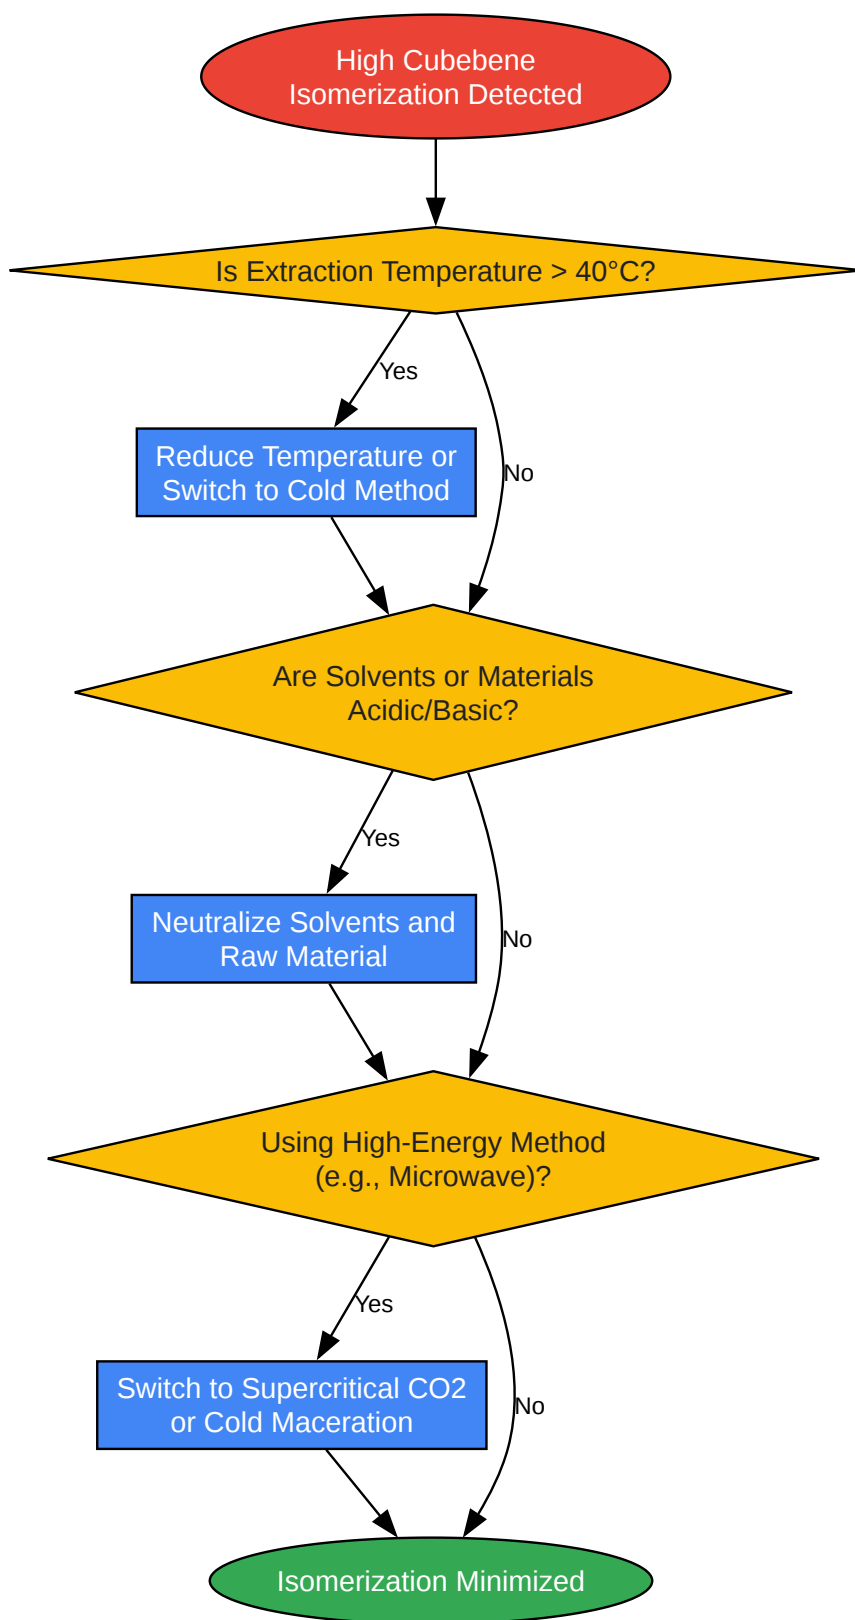 High Cubebene
Isomerization Detected
Is Extraction Temperature > 40°C?
Yes
Reduce Temperature or
Switch to Cold Method
No
Are Solvents or Materials
Acidic/Basic?
Yes
Neutralize Solvents and
Raw Material
No
Using High-Energy Method
(e.g., Microwave)?
Yes
Switch to Supercritical CO2
or Cold Maceration
No
Isomerization Minimized